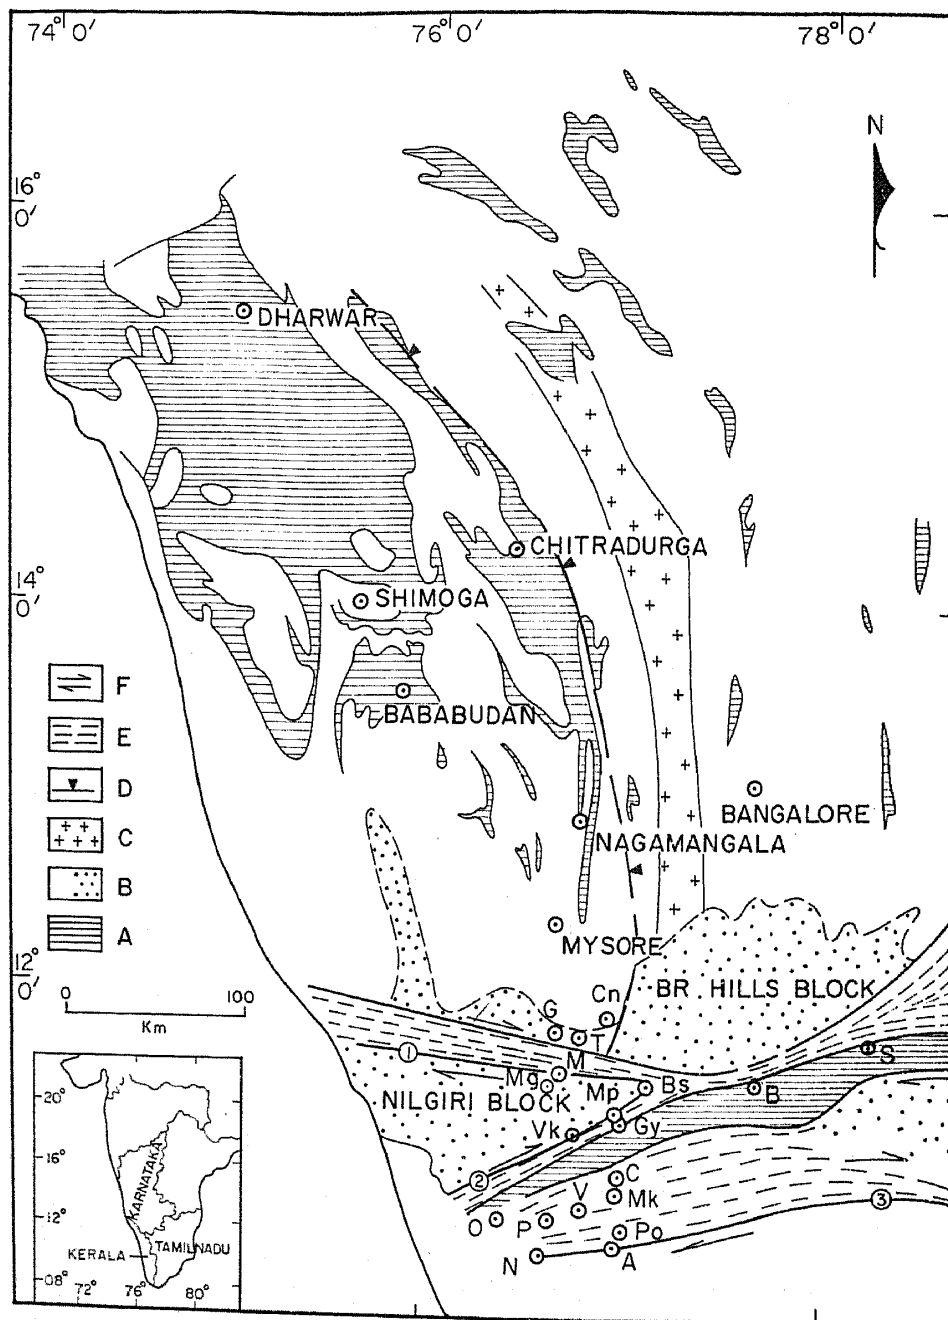 74° 0'
76° 0'
78° 0'
N
16° 0'
DHARWAR
CHITRADURGA
14° 0'
SHIMOGA
BABABUDAN
F
E
D
C
B
A
BANGALORE
NAGAMANGALA
MYSORE
12° 0'
0 100
Km
BR. HILLS BLOCK
Cn
G
T
1
M
S
Mg
Mp
Bs
B
NILGIRI BLOCK
Vk
Gy
2
C
V
Mk
3
O
P
Po
N
A
20°
16°
12°
08°
KARNATAKA
KERALA
TAMILNADU
72° 76° 80°